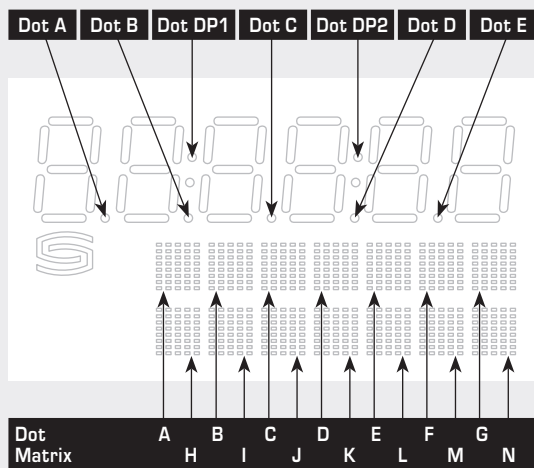 Dot A Dot B Dot DP1 Dot C Dot DP2 Dot D Dot E
Dot A B C D E F G
Matrix H I J K L M N